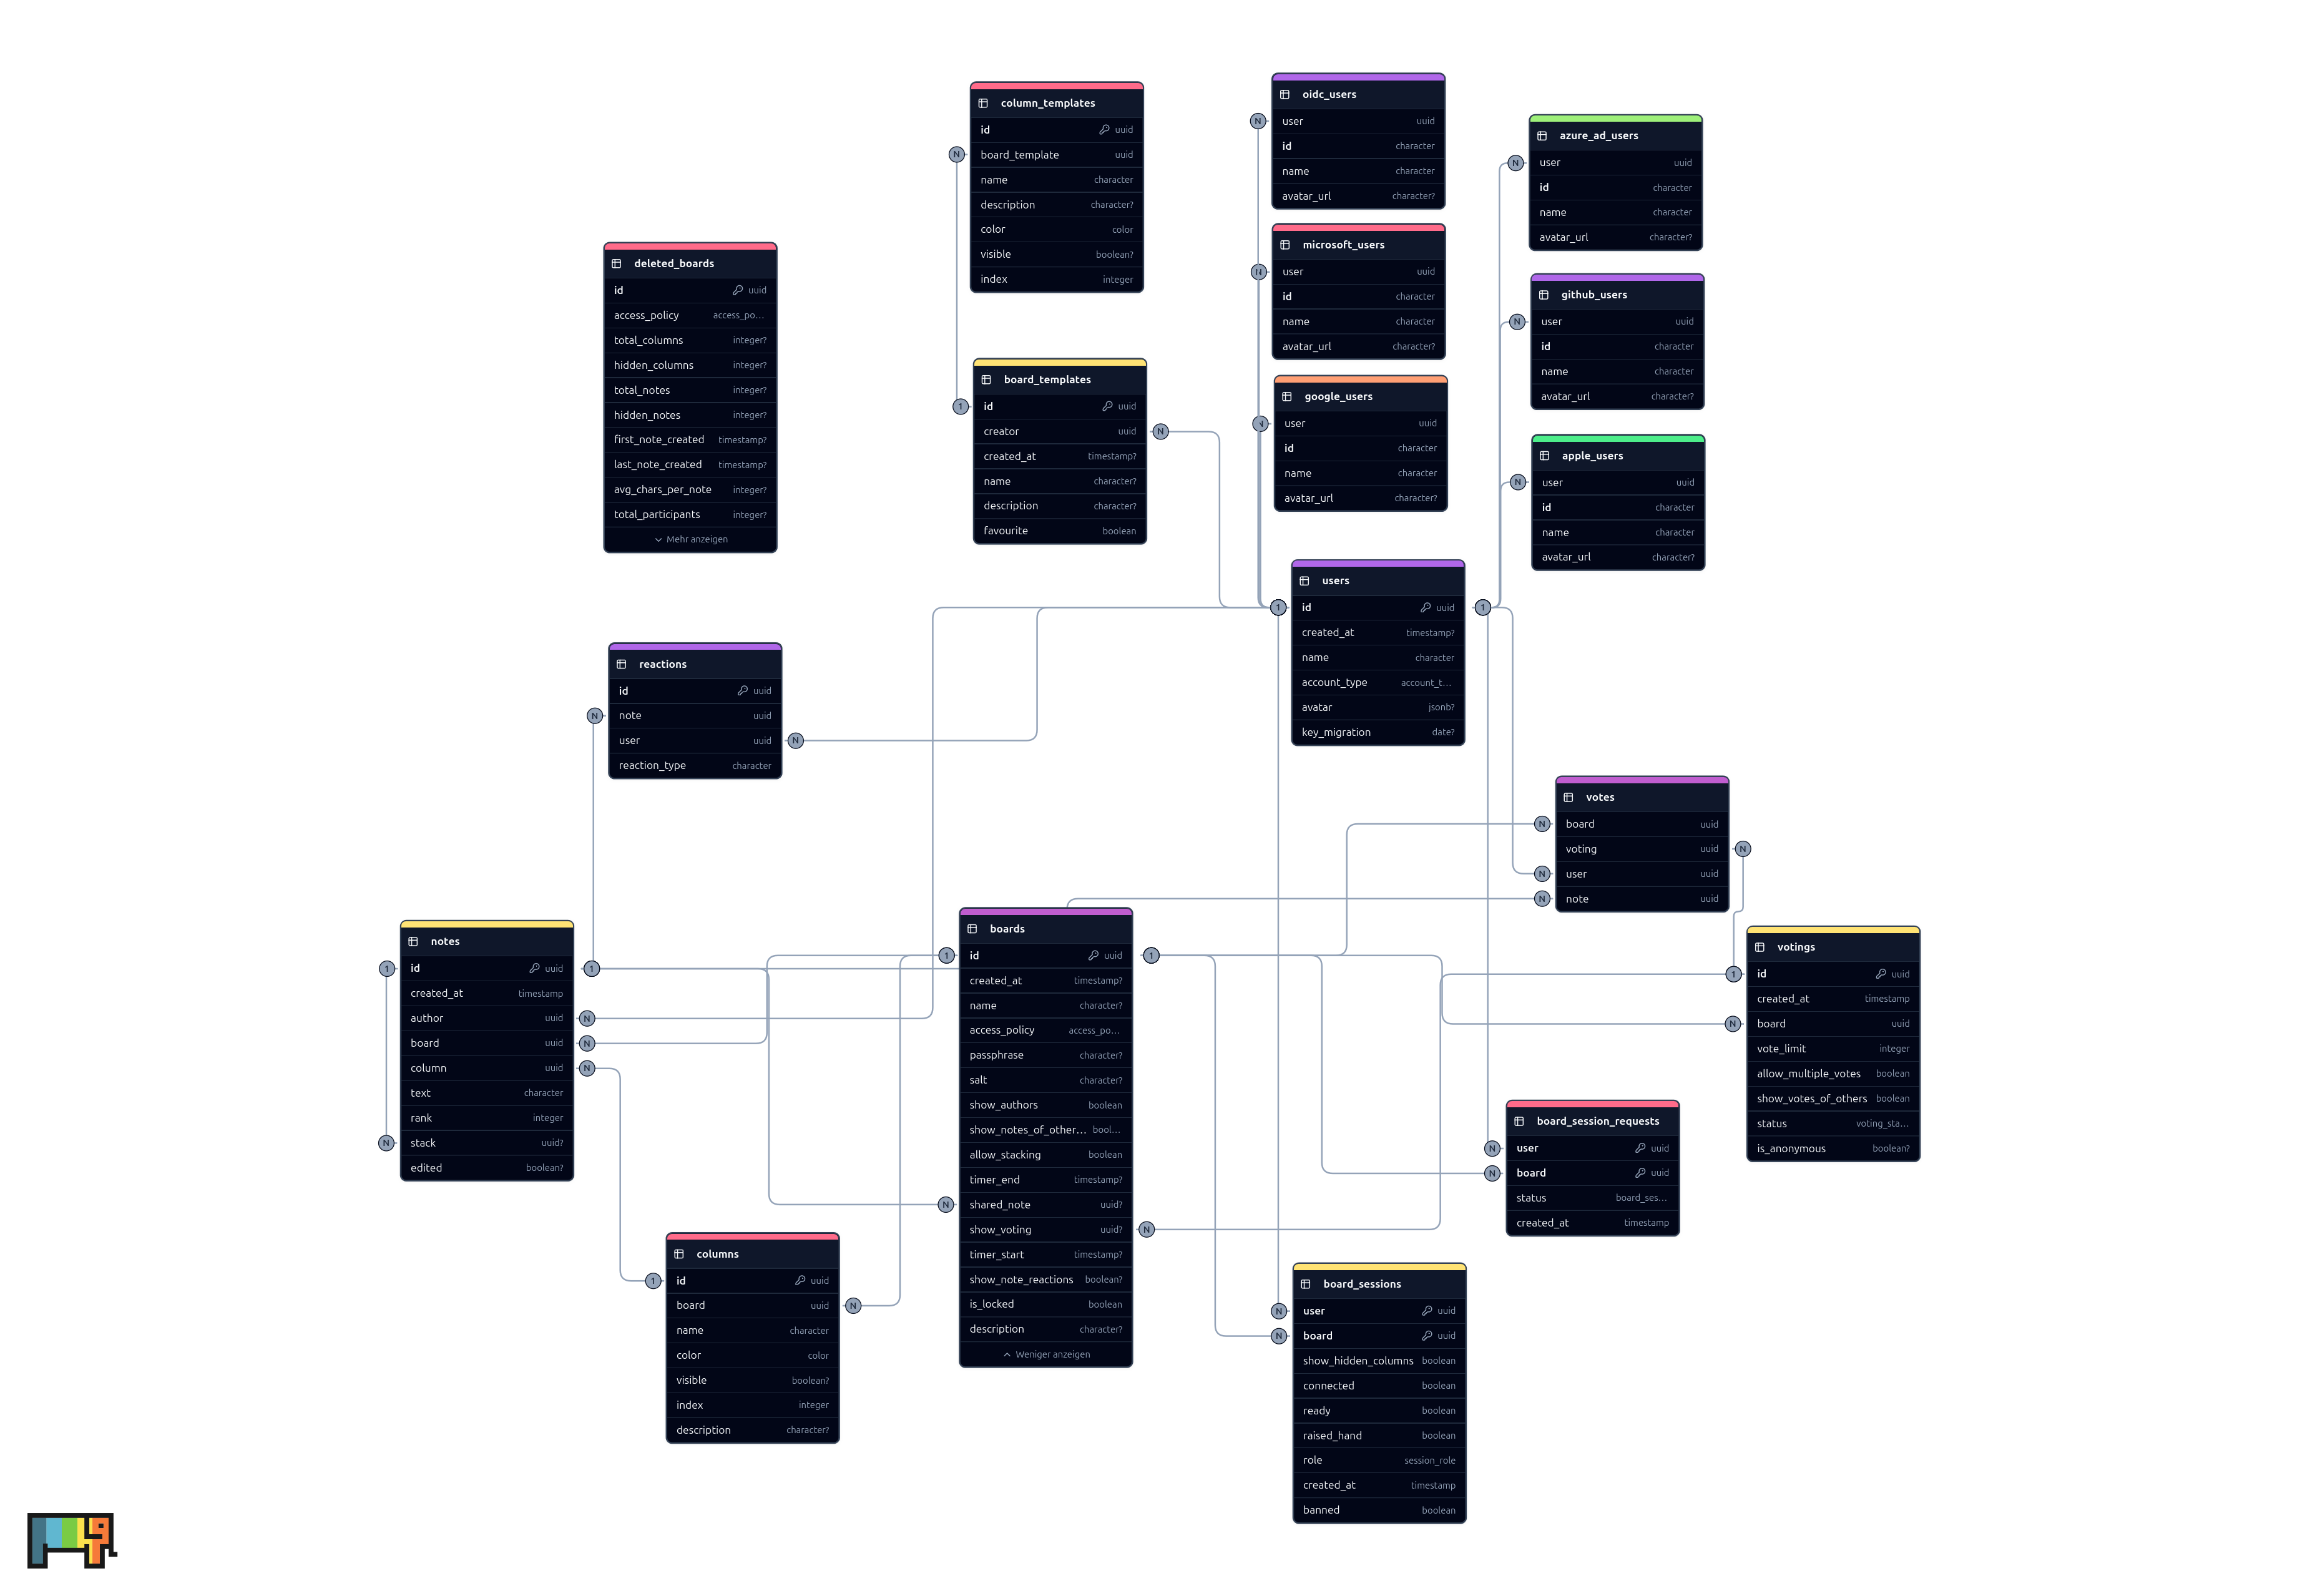 column_templates
id uuid
board_template uuid
name character
description character?
color color
visible boolean?
index integer
oidc_users
user uuid
id character
name character
avatar_url character?
azure_ad_users
user uuid
id character
name character
avatar_url character?
deleted_boards
id uuid
access_policy access_po...
total_columns integer?
hidden_columns integer?
total_notes integer?
hidden_notes integer?
first_note_created timestamp?
last_note_created timestamp?
avg_chars_per_note integer?
total_participants integer?
Mehr anzeigen
microsoft_users
user uuid
id character
name character
avatar_url character?
github_users
user uuid
id character
name character
avatar_url character?
board_templates
id uuid
creator uuid
created_at timestamp?
name character?
description character?
favourite boolean
google_users
user uuid
id character
name character
avatar_url character?
apple_users
user uuid
id character
name character
avatar_url character?
users
id uuid
created_at timestamp?
name character
account_type account_t...
avatar jsonb?
key_migration date?
reactions
id uuid
note uuid
user uuid
reaction_type character
votes
board uuid
voting uuid
user uuid
note uuid
notes
id uuid
created_at timestamp
author uuid
board uuid
column uuid
text character
rank integer
stack uuid?
edited boolean?
boards
id uuid
created_at timestamp?
name character?
access_policy access_po...
passphrase character?
salt character?
show_authors boolean
show_notes_of_other... bool...
allow_stacking boolean
timer_end timestamp?
shared_note uuid?
show_voting uuid?
timer_start timestamp?
show_note_reactions boolean?
is_locked boolean
description character?
Weniger anzeigen
votings
id uuid
created_at timestamp
board uuid
vote_limit integer
allow_multiple_votes boolean
show_votes_of_others boolean
status voting_sta...
is_anonymous boolean?
board_session_requests
user uuid
board uuid
status board_ses...
created_at timestamp
columns
id uuid
board uuid
name character
color color
visible boolean?
index integer
description character?
board_sessions
user uuid
board uuid
show_hidden_columns boolean
connected boolean
ready boolean
raised_hand boolean
role session_role
created_at timestamp
banned boolean